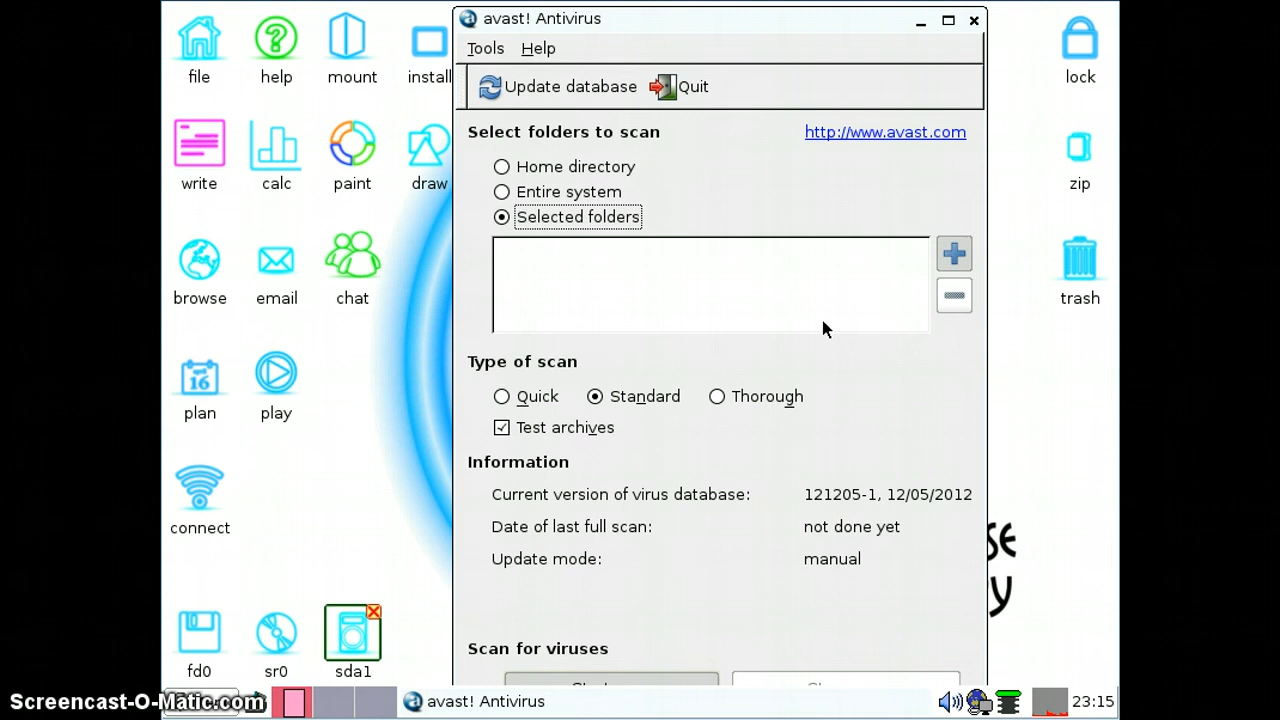 avast! Antivirus
Tools Help
Update database Quit
Select folders to scan http://www.avast.com
Home directory
Entire system
Selected folders
Type of scan
Quick Standard Thorough
Test archives
Information
Current version of virus database: 121205-1, 12/05/2012
Date of last full scan: not done yet
Update mode: manual
Scan for viruses
file help mount install
write calc paint draw
browse email chat
plan play
16
connect
fd0 sr0 sda1
lock
zip
trash
Screencast-O-Matic.com
avast! Antivirus
23:15